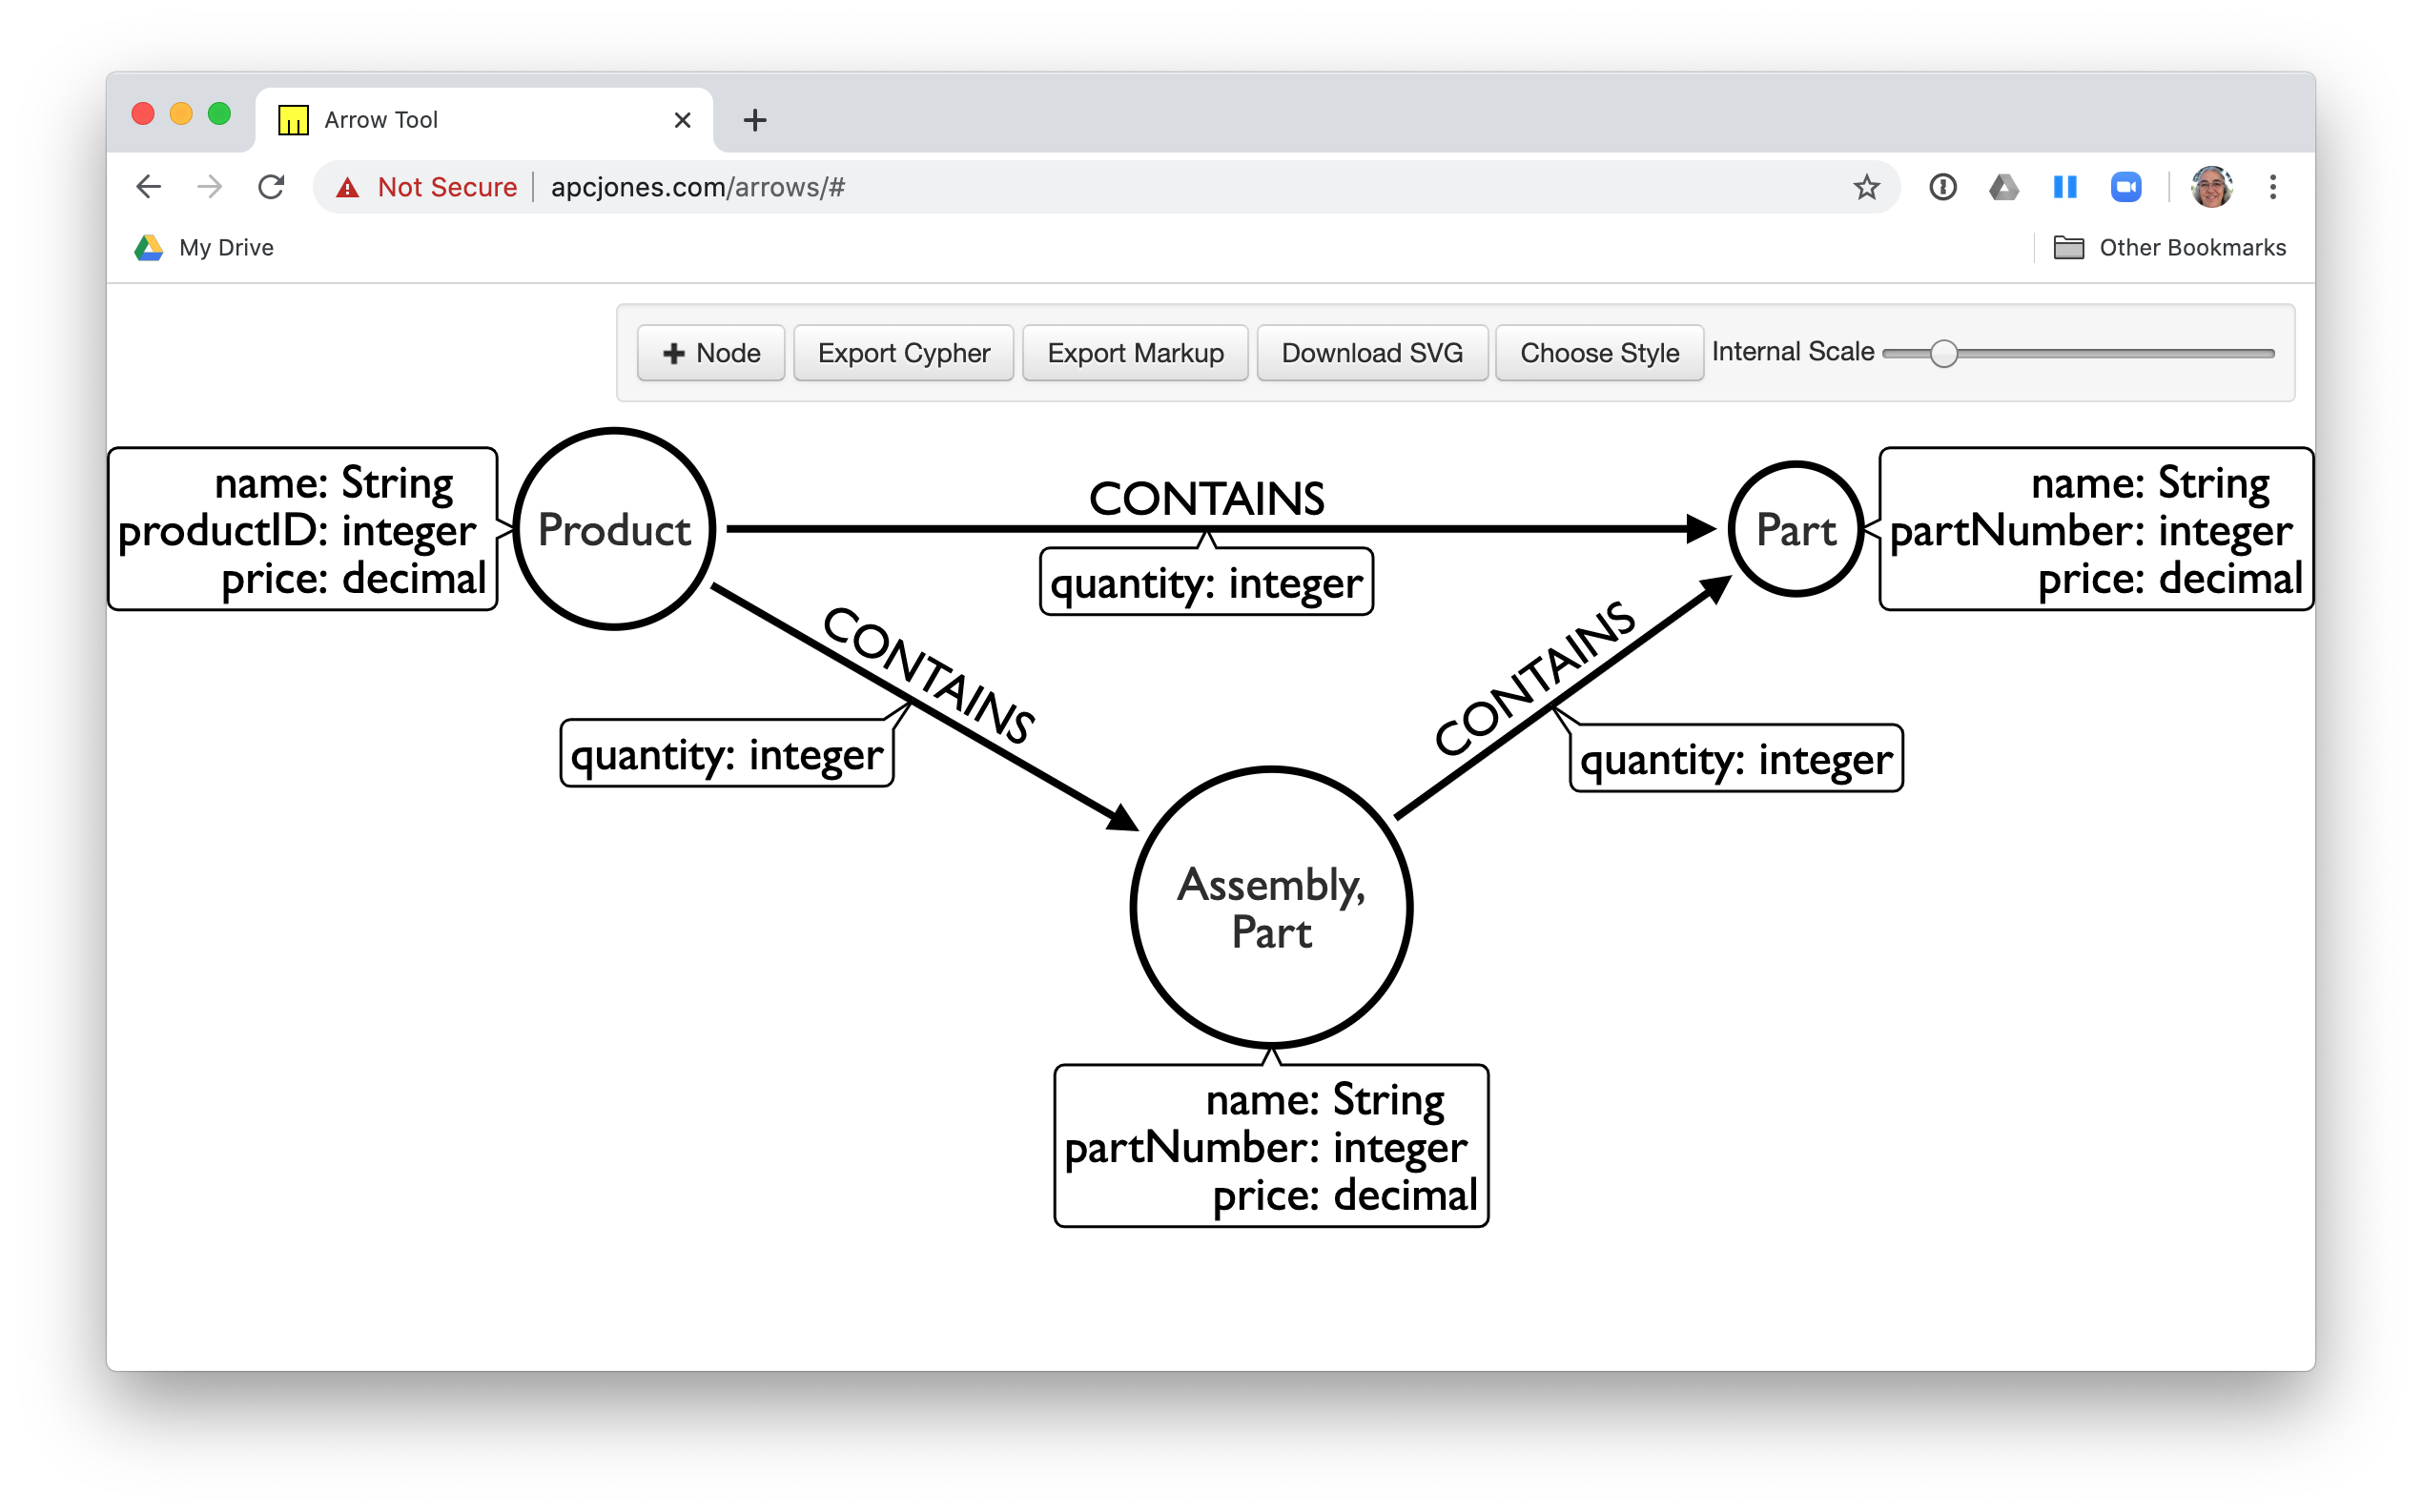 Arrow Tool
Not Secure apcjones.com/arrows/#
My Drive
Other Bookmarks
Node Export Cypher Export Markup Download SVG Choose Style Internal Scale
name: String
productID: integer
price: decimal
Product
CONTAINS
quantity: integer
Part
name: String
partNumber: integer
price: decimal
CONTAINS
quantity: integer
CONTAINS
quantity: integer
Assembly,
Part
name: String
partNumber: integer
price: decimal